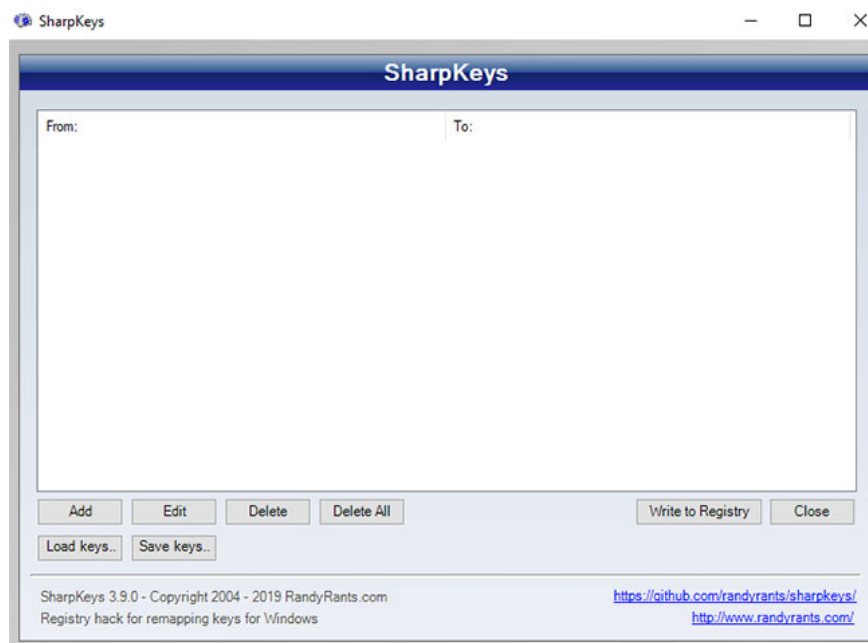 SharpKeys
SharpKeys
From: To:
Add Edit Delete Delete All Write to Registry Close
Load keys.. Save keys..
SharpKeys 3.9.0 - Copyright 2004 - 2019 RandyRants.com https://github.com/randyrants/sharpkeys/
Registry hack for remapping keys for Windows http://www.randyrants.com/